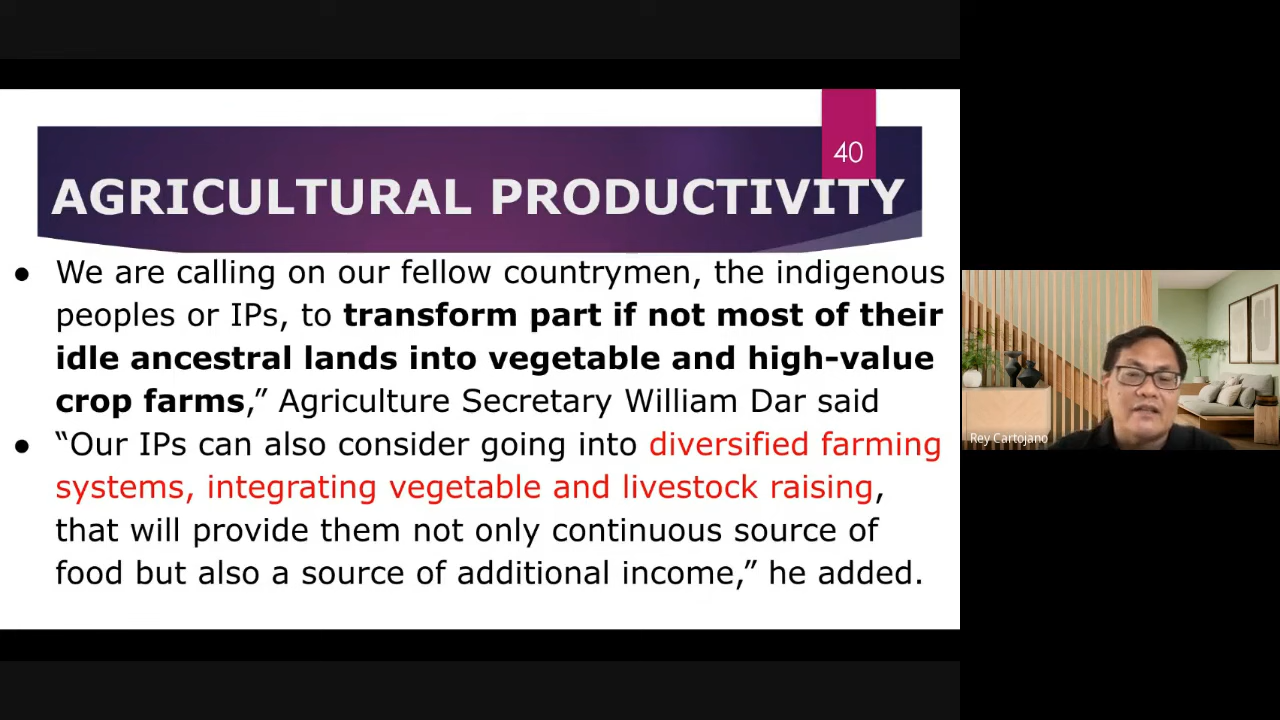 40
AGRICULTURAL PRODUCTIVITY
● We are calling on our fellow countrymen, the indigenous
peoples or IPs, to transform part if not most of their
idle ancestral lands into vegetable and high-value
crop farms,” Agriculture Secretary William Dar said
● “Our IPs can also consider going into diversified farming
systems, integrating vegetable and livestock raising,
that will provide them not only continuous source of
food but also a source of additional income,” he added.
Rey Cartojano